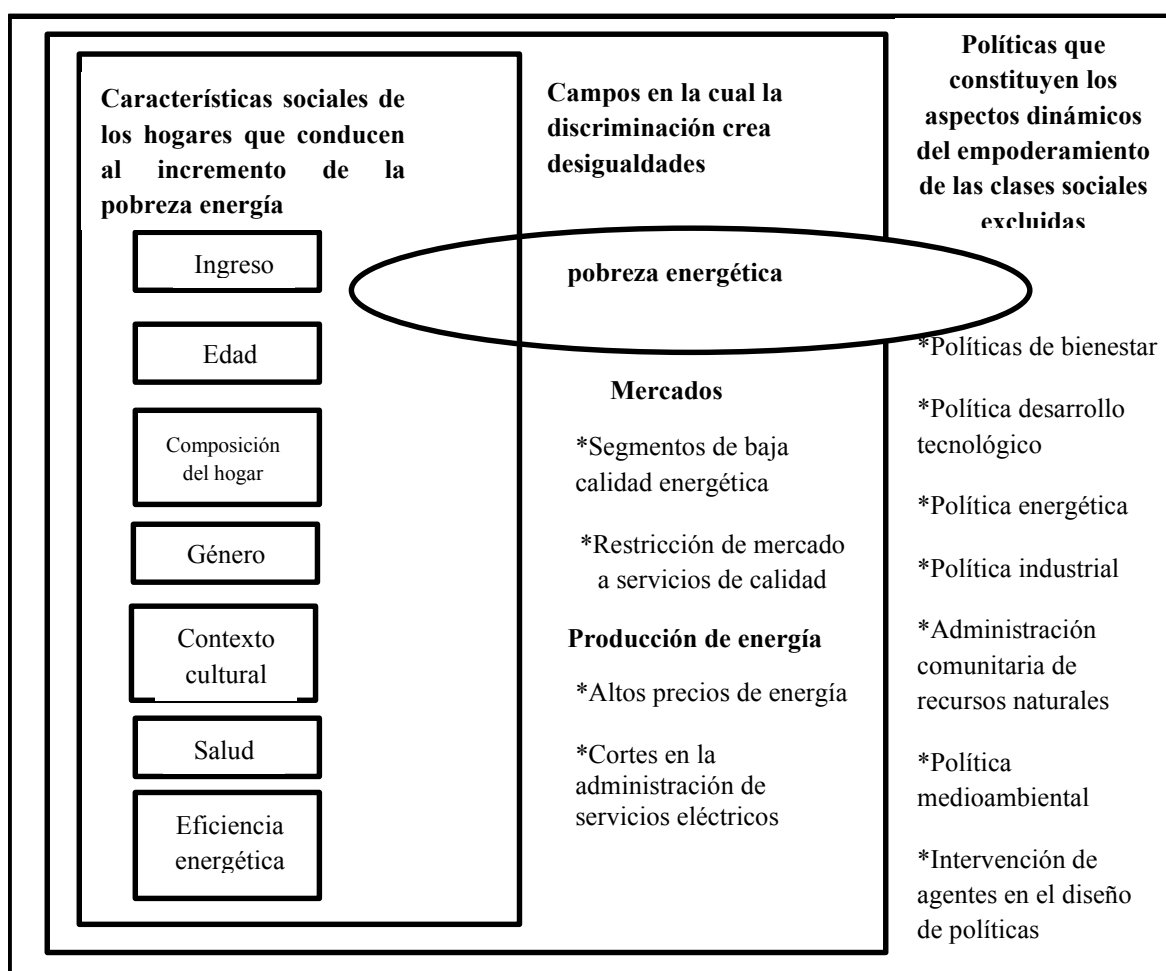 Características sociales de
los hogares que conducen
al incremento de la
pobreza energía
Ingreso
Edad
Composición
del hogar
Género
Contexto
cultural
Salud
Eficiencia
energética
Campos en la cual la
discriminación crea
desigualdades
pobreza energética
Mercados
*Segmentos de baja
calidad energética
*Restricción de mercado
a servicios de calidad
Producción de energía
*Altos precios de energía
*Cortes en la
administración de
servicios eléctricos
Políticas que
constituyen los
aspectos dinámicos
del empoderamiento
de las clases sociales
excluidas
*Políticas de bienestar
*Política desarrollo
tecnológico
*Política energética
*Política industrial
*Administración
comunitaria de
recursos naturales
*Política
medioambiental
*Intervención de
agentes en el diseño
de políticas